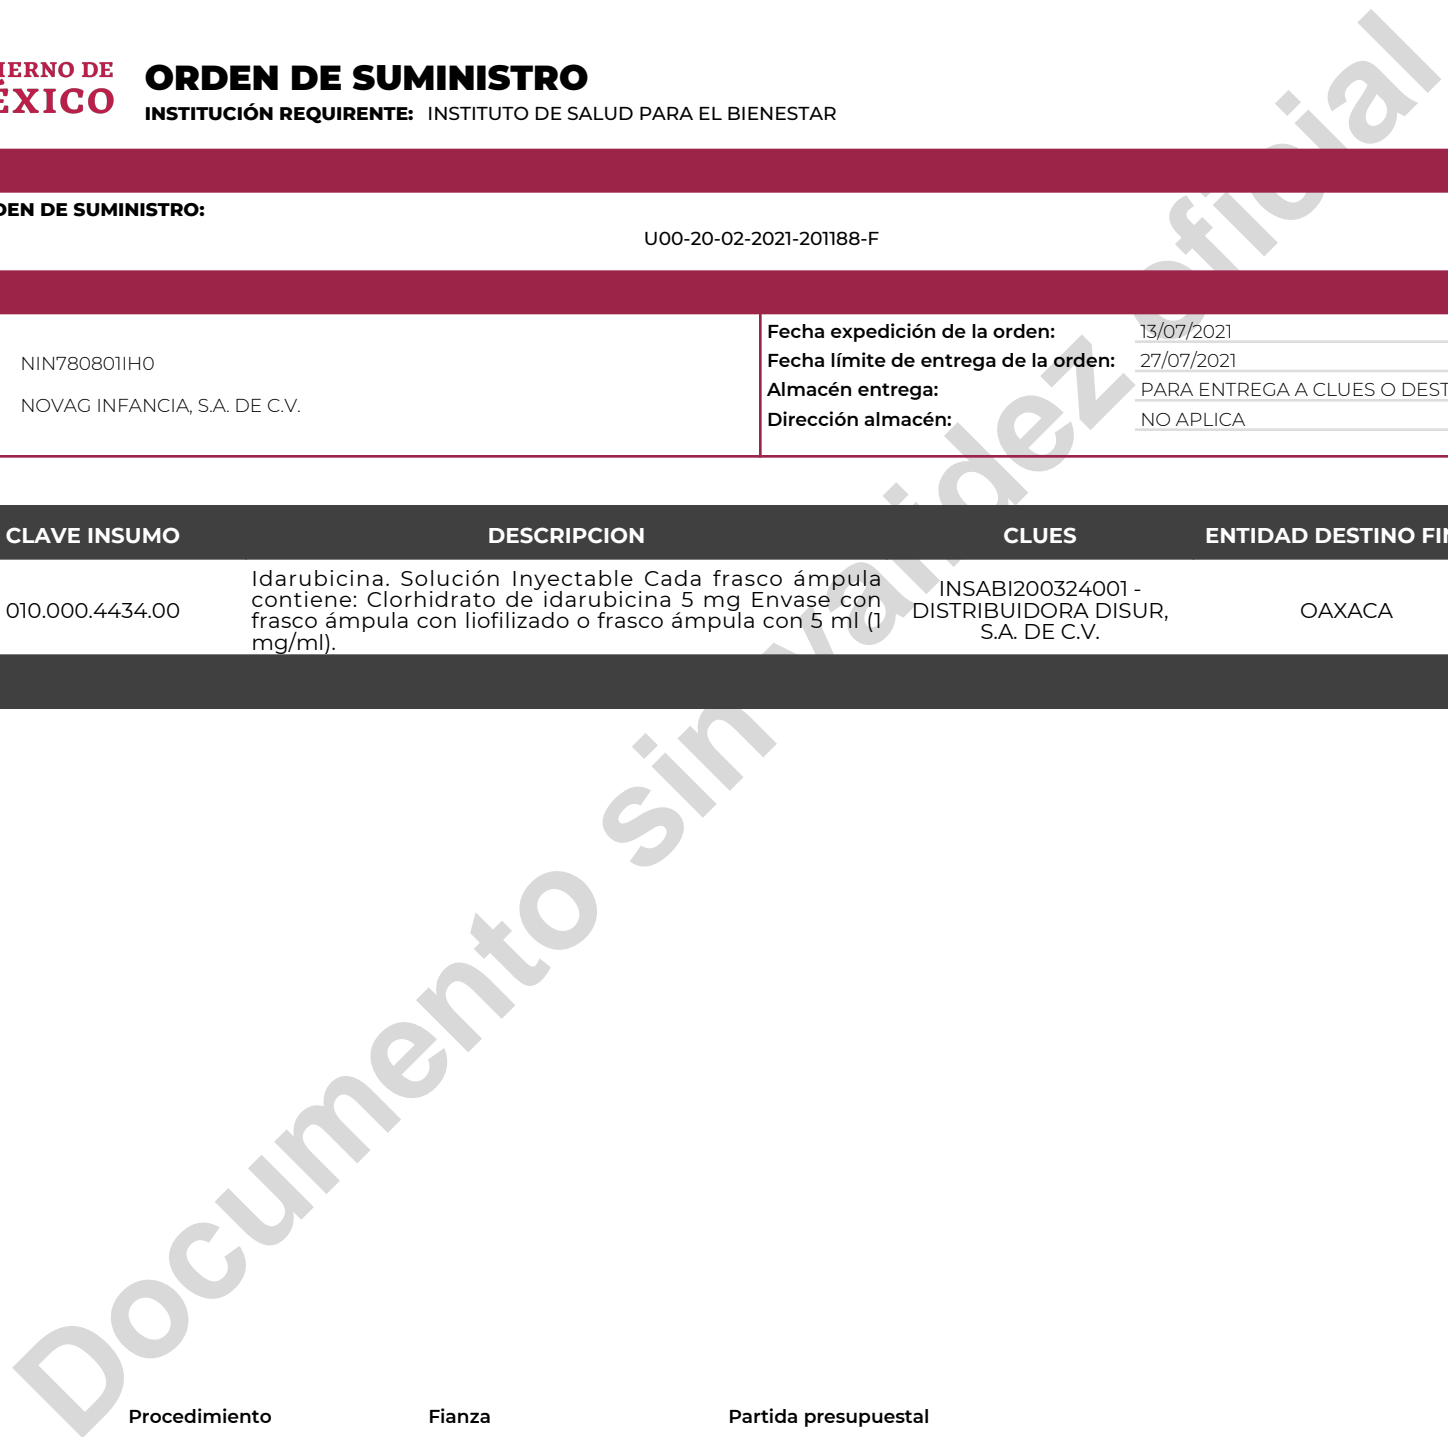 IERNO DE
ÉXICO
ORDEN DE SUMINISTRO
INSTITUCIÓN REQUIRENTE: INSTITUTO DE SALUD PARA EL BIENESTAR
DEN DE SUMINISTRO:
U00-20-02-2021-201188-F
NIN780801IH0
NOVAG INFANCIA, S.A. DE C.V.
Fecha expedición de la orden: 13/07/2021
Fecha límite de entrega de la orden: 27/07/2021
Almacén entrega: PARA ENTREGA A CLUES O DEST
Dirección almacén: NO APLICA
CLAVE INSUMO DESCRIPCION CLUES ENTIDAD DESTINO FIN
010.000.4434.00
Idarubicina. Solución Inyectable Cada frasco ámpula
contiene: Clorhidrato de idarubicina 5 mg Envase con
frasco ámpula con liofilizado o frasco ámpula con 5 ml (1
mg/ml).
INSABI200324001 -
DISTRIBUIDORA DISUR,
S.A. DE C.V.
OAXACA
Documento sin validez oficial
Procedimiento Fianza Partida presupuestal